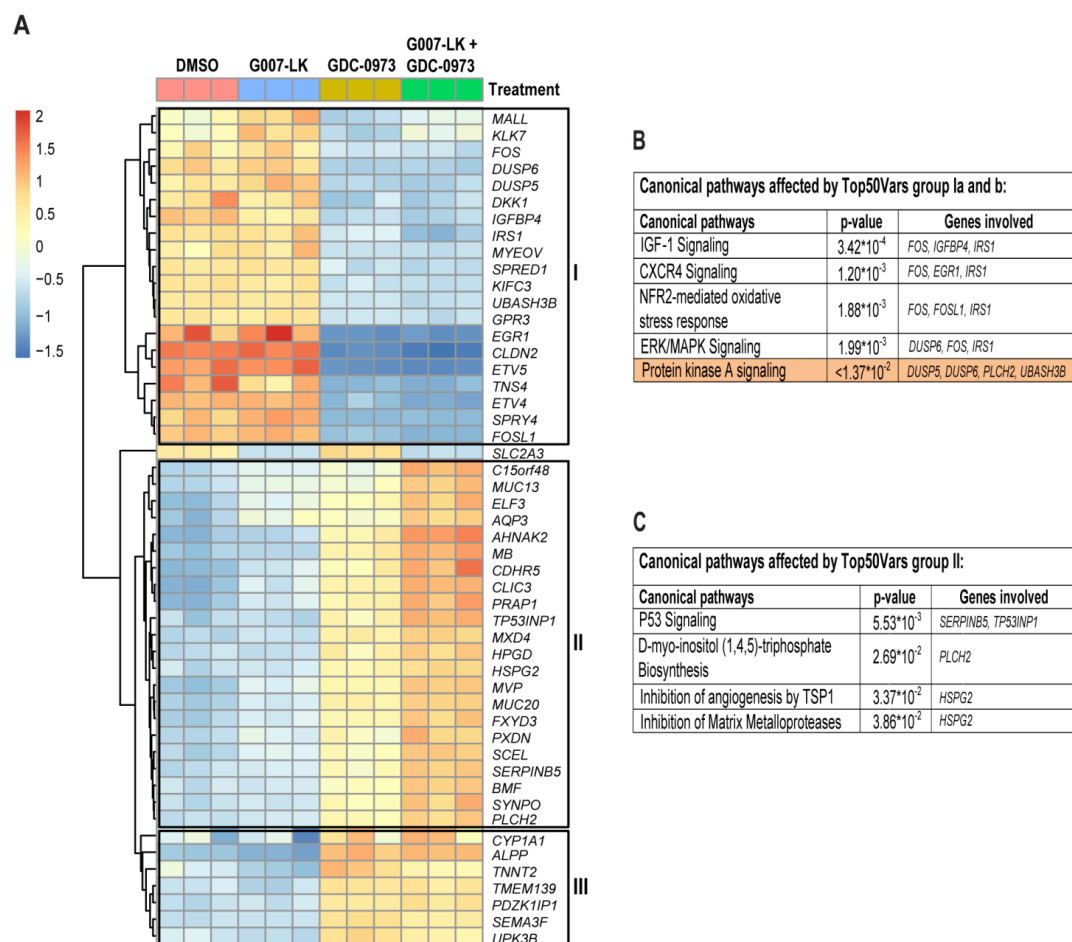 A
DMSO
G007-LK
GDC-0973
G007-LK +
GDC-0973
Treatment
2
1.5
1
0.5
0
−0.5
−1
−1.5
MALL
KLK7
FOS
DUSP6
DUSP5
DKK1
IGFBP4
IRS1
MYEOV
SPRED1
KIFC3
UBASH3B
GPR3
EGR1
CLDN2
ETV5
TNS4
ETV4
SPRY4
FOSL1
I
SLC2A3
C15orf48
MUC13
ELF3
AQP3
AHNAK2
MB
CDHR5
CLIC3
PRAP1
TP53INP1
MXD4
HPGD
HSPG2
MVP
MUC20
FXYD3
PXDN
SCEL
SERPINB5
BMF
SYNPO
PLCH2
II
CYP1A1
ALPP
TNNT2
TMEM139
PDZK1IP1
SEMA3F
UPK3B
III
B
Canonical pathways affected by Top50Vars group Ia and b:
Canonical pathways p-value Genes involved
IGF-1 Signaling 3.42*10-4 FOS, IGFBP4, IRS1
CXCR4 Signaling 1.20*10-3 FOS, EGR1, IRS1
NFR2-mediated oxidative
stress response 1.88*10-3 FOS, FOSL1, IRS1
ERK/MAPK Signaling 1.99*10-3 DUSP6, FOS, IRS1
Protein kinase A signaling <1.37*10-2 DUSP5, DUSP6, PLCH2, UBASH3B
C
Canonical pathways affected by Top50Vars group II:
Canonical pathways p-value Genes involved
P53 Signaling 5.53*10-3 SERPINB5, TP53INP1
D-myo-inositol (1,4,5)-triphosphate
Biosynthesis 2.69*10-2 PLCH2
Inhibition of angiogenesis by TSP1 3.37*10-2 HSPG2
Inhibition of Matrix Metalloproteases 3.86*10-2 HSPG2